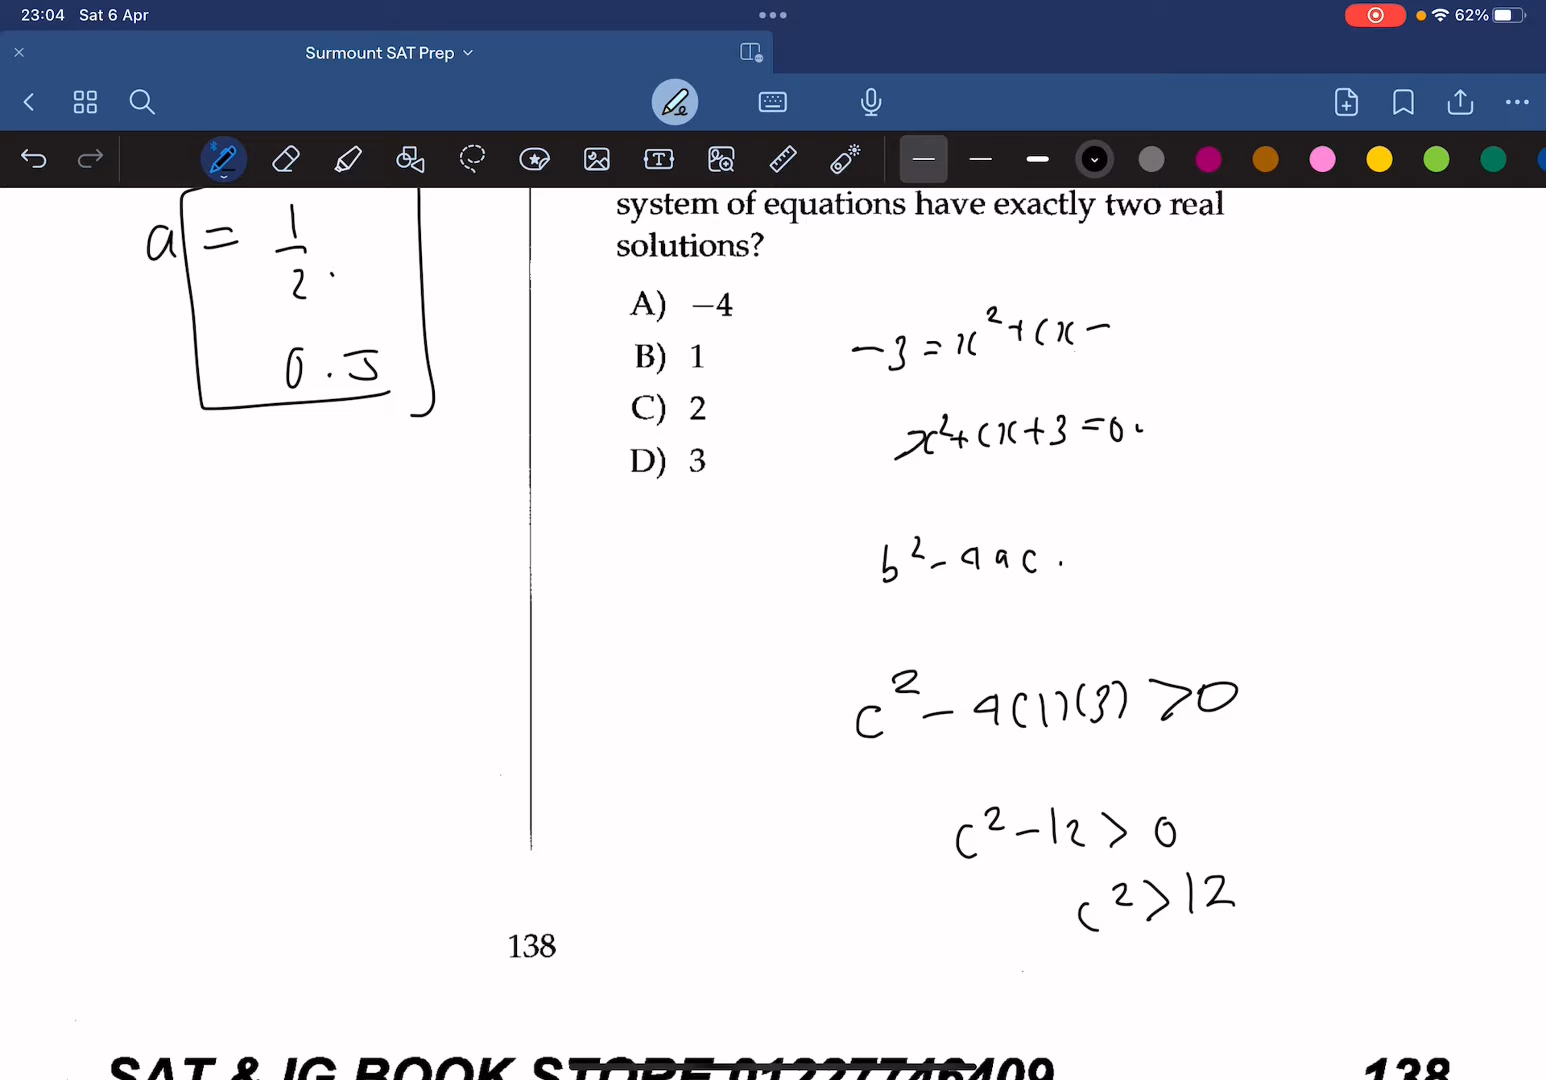 23:04 Sat 6 Apr
62%
Surmount SAT Prep
T
a = 1/2.
0.5
system of equations have exactly two real
solutions?
A) −4
B) 1
C) 2
D) 3
−3 = x² + cx −
x² + cx + 3 = 0.
b² − 4ac.
c² − 4(1)(3) > 0
c² − 12 > 0
c² > 12
138
SAT & IG BOOK STORE 01227746409
138